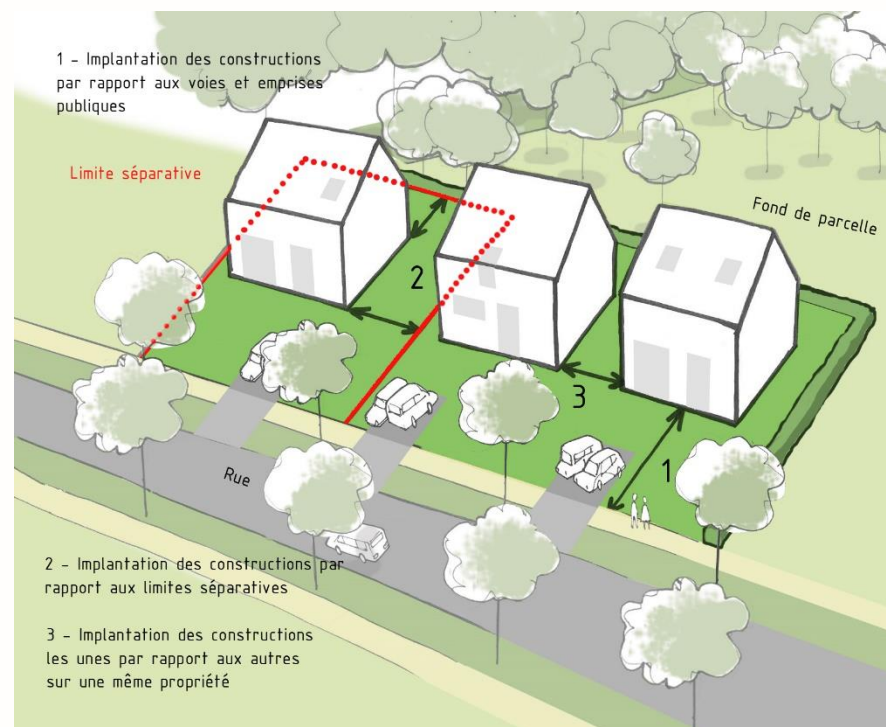 1 - Implantation des constructions
par rapport aux voies et emprises
publiques
Limite séparative
Fond de parcelle
2
3
1
Rue
2 - Implantation des constructions par
rapport aux limites séparatives
3 - Implantation des constructions
les unes par rapport aux autres
sur une même propriété